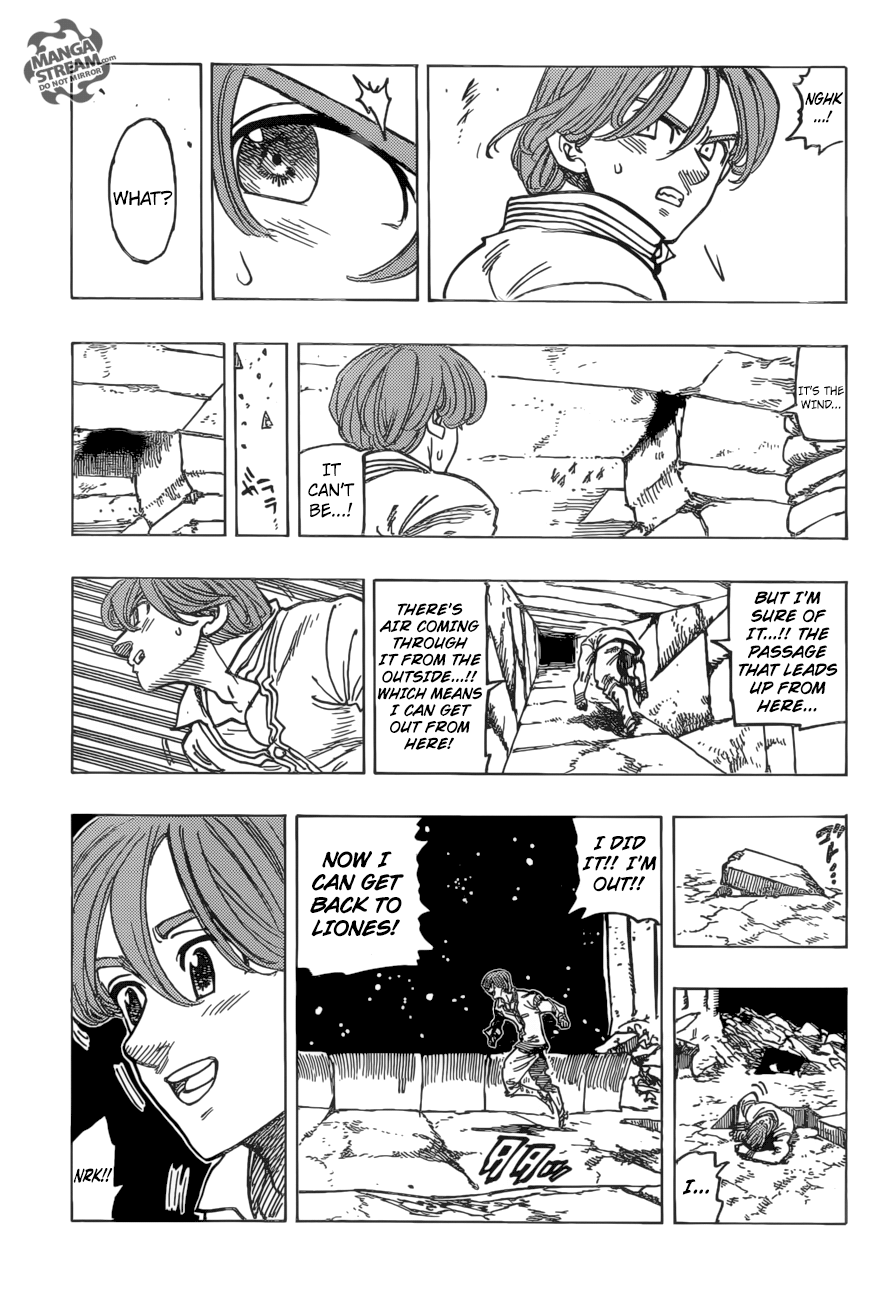 MANGA
STREAM.com
DO NOT MIRROR
NGHK
...!
WHAT?
IT'S THE
WIND...
IT
CAN'T
BE...!
BUT I'M
SURE OF
IT...!! THE
PASSAGE
THAT LEADS
UP FROM
HERE...
THERE'S
AIR COMING
THROUGH
IT FROM THE
OUTSIDE...!!
WHICH MEANS
I CAN GET
OUT FROM
HERE!
I...
I DID
IT!! I'M
OUT!!
NOW I
CAN GET
BACK TO
LIONES!
NRK!!